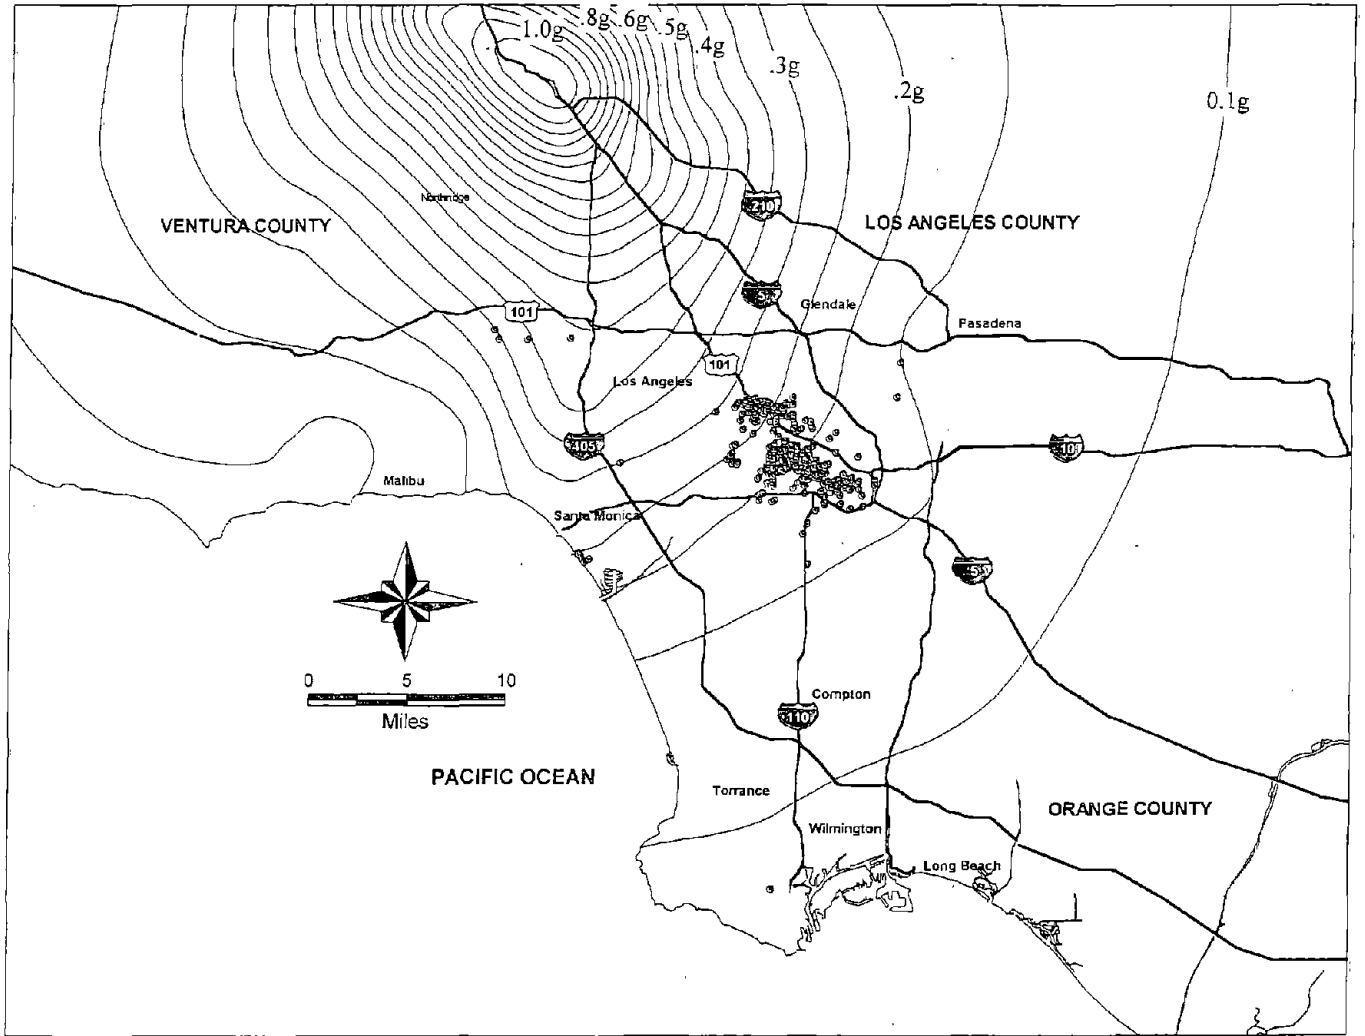 1.0g .8g .6g .5g .4g .3g .2g 0.1g
Northridge
VENTURA COUNTY
LOS ANGELES COUNTY
210
101
5
Glendale
Pasadena
101
Los Angeles
405
10
Malibu
Santa Monica
5
0 5 10
Miles
Compton
110
PACIFIC OCEAN
Torrance
ORANGE COUNTY
Wilmington
Long Beach